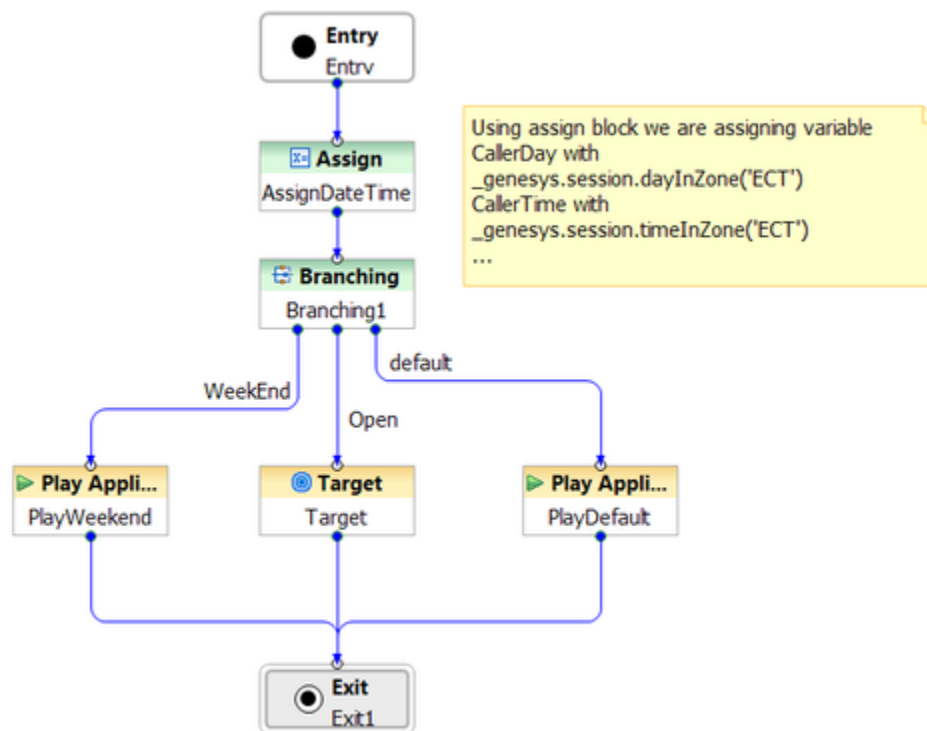 Entry
Entry
Using assign block we are assigning variable
CallerDay with
_genesys.session.dayInZone('ECT')
CallerTime with
_genesys.session.timeInZone('ECT')
...
Assign
AssignDateTime
Branching
Branching1
default
WeekEnd
Open
Play Appli...
PlayWeekend
Target
Target
Play Appli...
PlayDefault
Exit
Exit1